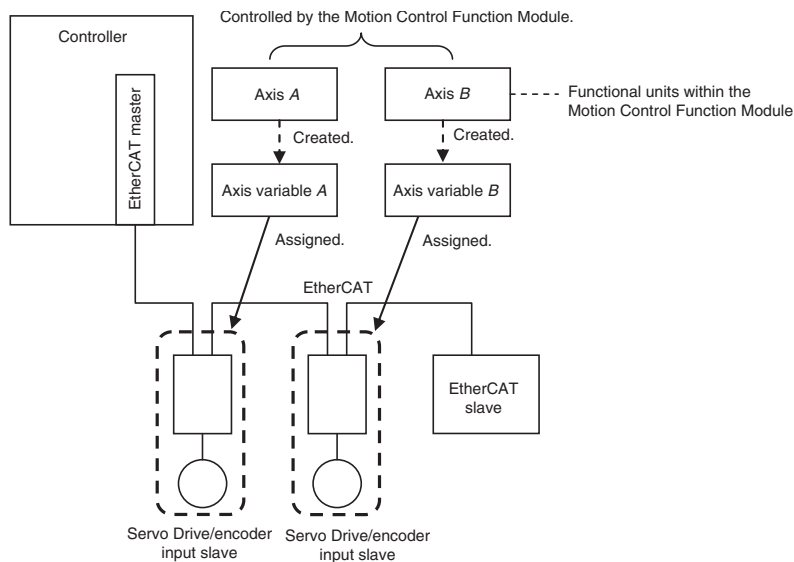 Controlled by the Motion Control Function Module.
Controller
EtherCAT master
Axis A
Axis B
Functional units within the
Motion Control Function Module
Created.
Created.
Axis variable A
Axis variable B
Assigned.
Assigned.
EtherCAT
EtherCAT
slave
Servo Drive/encoder
input slave
Servo Drive/encoder
input slave